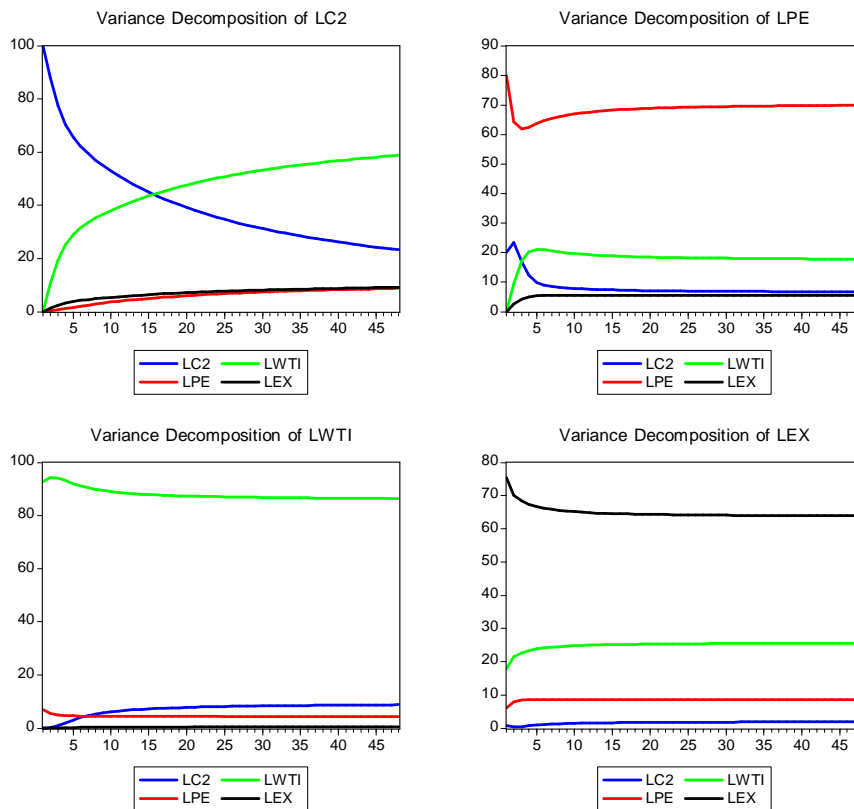 Variance Decomposition of LC2
100
80
60
40
20
0
5 10 15 20 25 30 35 40 45
LC2 LWTI
LPE LEX
Variance Decomposition of LPE
90
80
70
60
50
40
30
20
10
0
5 10 15 20 25 30 35 40 45
LC2 LWTI
LPE LEX
Variance Decomposition of LWTI
100
80
60
40
20
0
5 10 15 20 25 30 35 40 45
LC2 LWTI
LPE LEX
Variance Decomposition of LEX
80
70
60
50
40
30
20
10
0
5 10 15 20 25 30 35 40 45
LC2 LWTI
LPE LEX